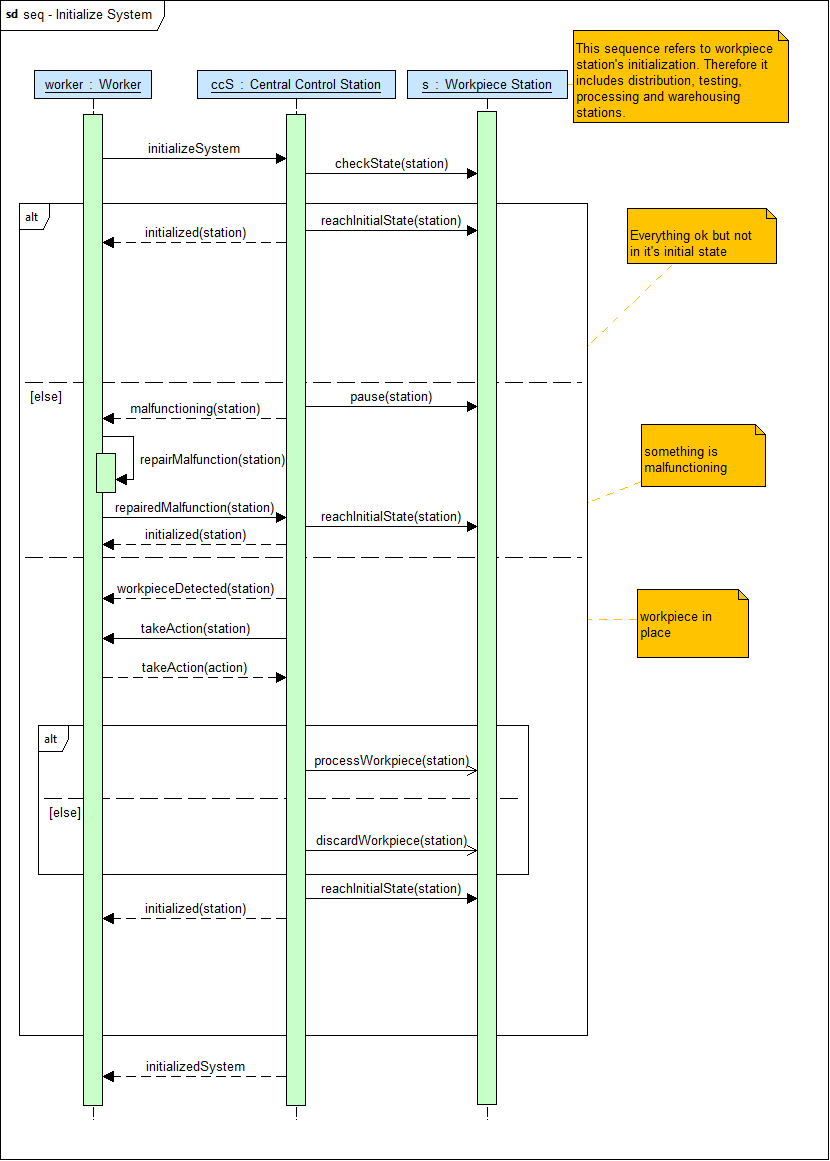 sd seq - Initialize System
This sequence refers to workpiece
station's initialization. Therefore it
includes distribution, testing,
processing and warehousing
stations.
worker : Worker
ccS : Central Control Station
s : Workpiece Station
initializeSystem
checkState(station)
alt
reachInitialState(station)
initialized(station)
Everything ok but not
in it's initial state
[else]
pause(station)
malfunctioning(station)
repairMalfunction(station)
something is
malfunctioning
repairedMalfunction(station)
reachInitialState(station)
initialized(station)
workpieceDetected(station)
workpiece in
place
takeAction(station)
takeAction(action)
alt
processWorkpiece(station)
[else]
discardWorkpiece(station)
reachInitialState(station)
initialized(station)
initializedSystem